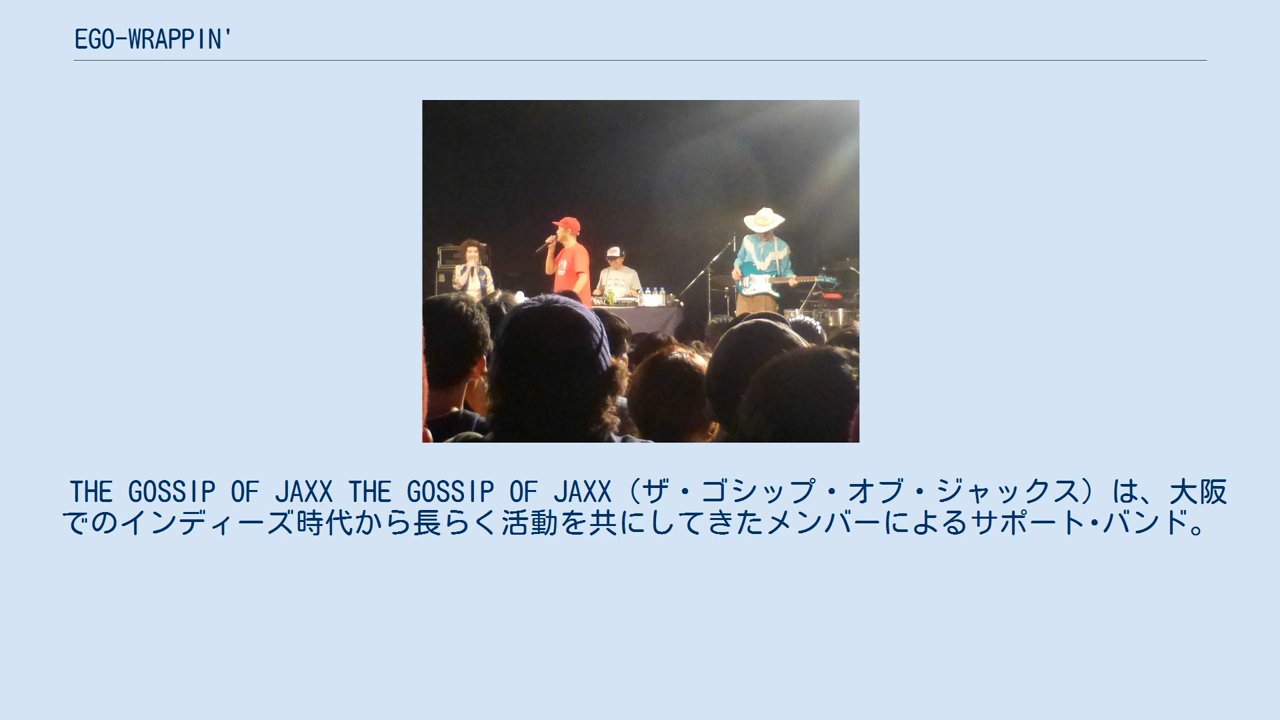 EGO-WRAPPIN'
THE GOSSIP OF JAXX THE GOSSIP OF JAXX（ザ・ゴシップ・オブ・ジャックス）は、大阪
でのインディーズ時代から長らく活動を共にしてきたメンバーによるサポート・バンド。